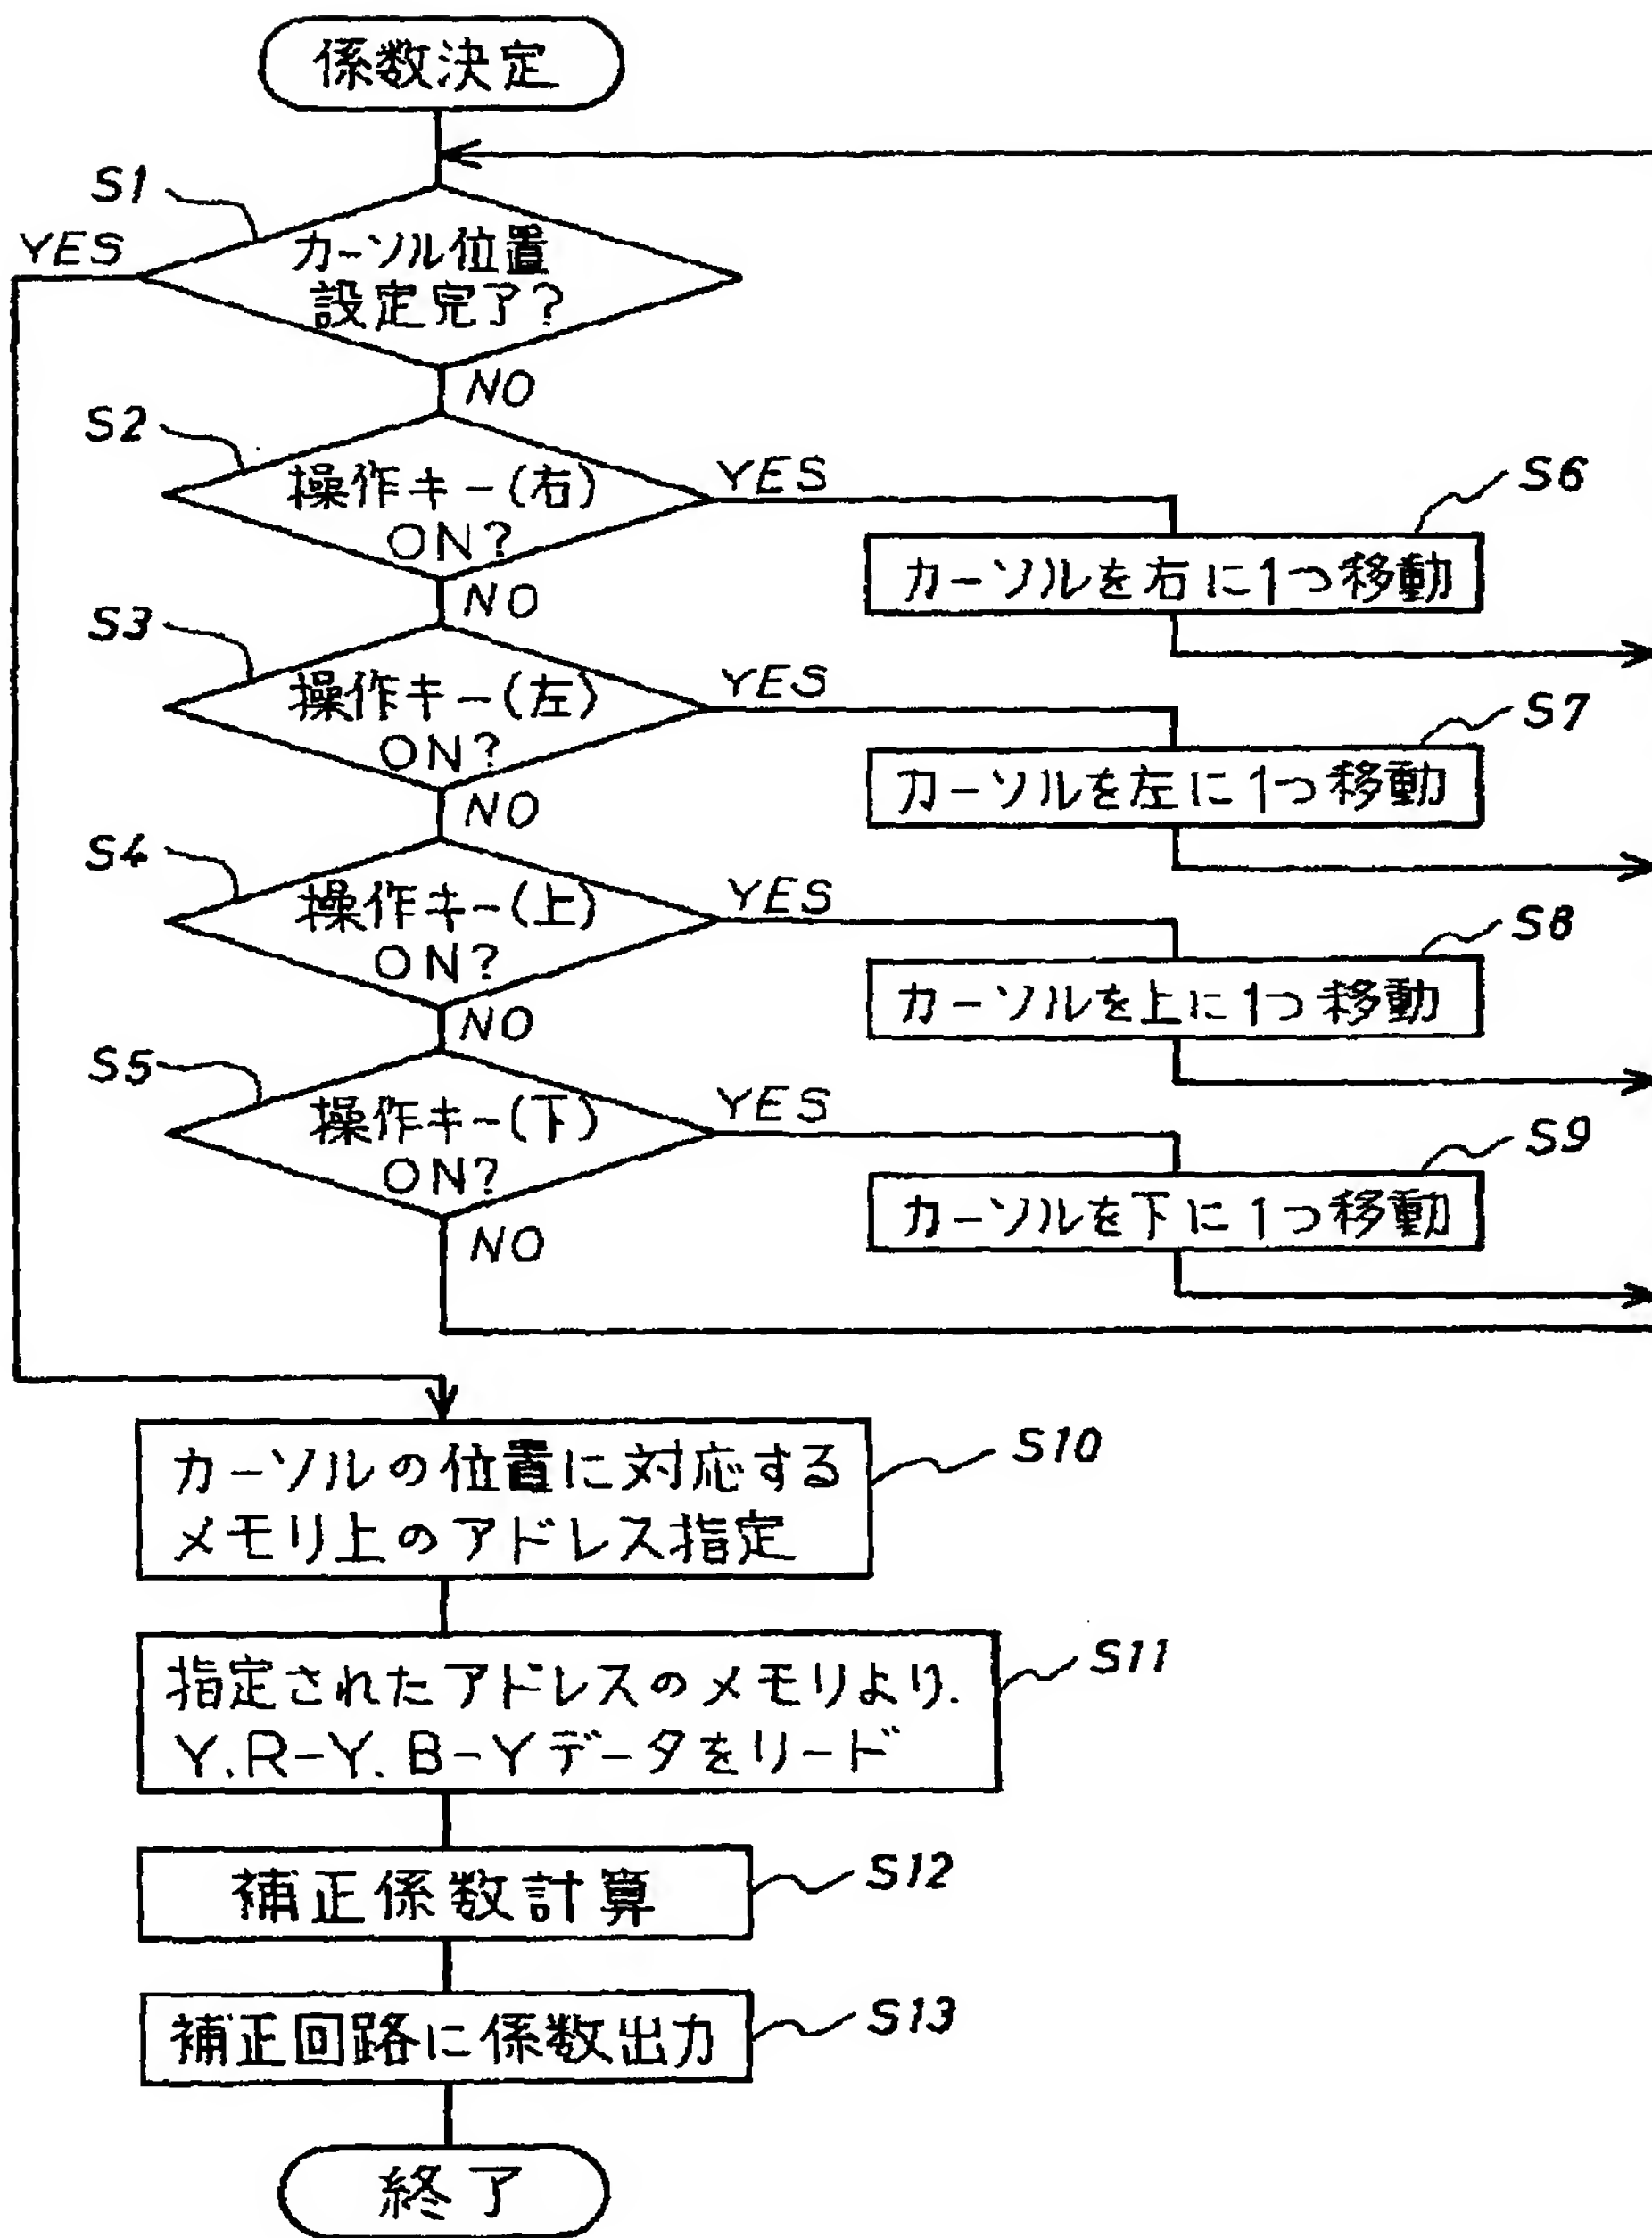 係数決定
S1
YES
カーソル位置
設定完了?
NO
S2
操作キー(右)
ON?
YES
S6
カーソルを右に1つ移動
NO
S3
操作キー(左)
ON?
YES
S7
カーソルを左に1つ移動
NO
S4
操作キー(上)
ON?
YES
S8
カーソルを上に1つ移動
NO
S5
操作キー(下)
ON?
YES
S9
カーソルを下に1つ移動
NO
カーソルの位置に対応する
メモリ上のアドレス指定
S10
指定されたアドレスのメモリより.
Y.R-Y.B-Yデータをリード
S11
補正係数計算
S12
補正回路に係数出力
S13
終了